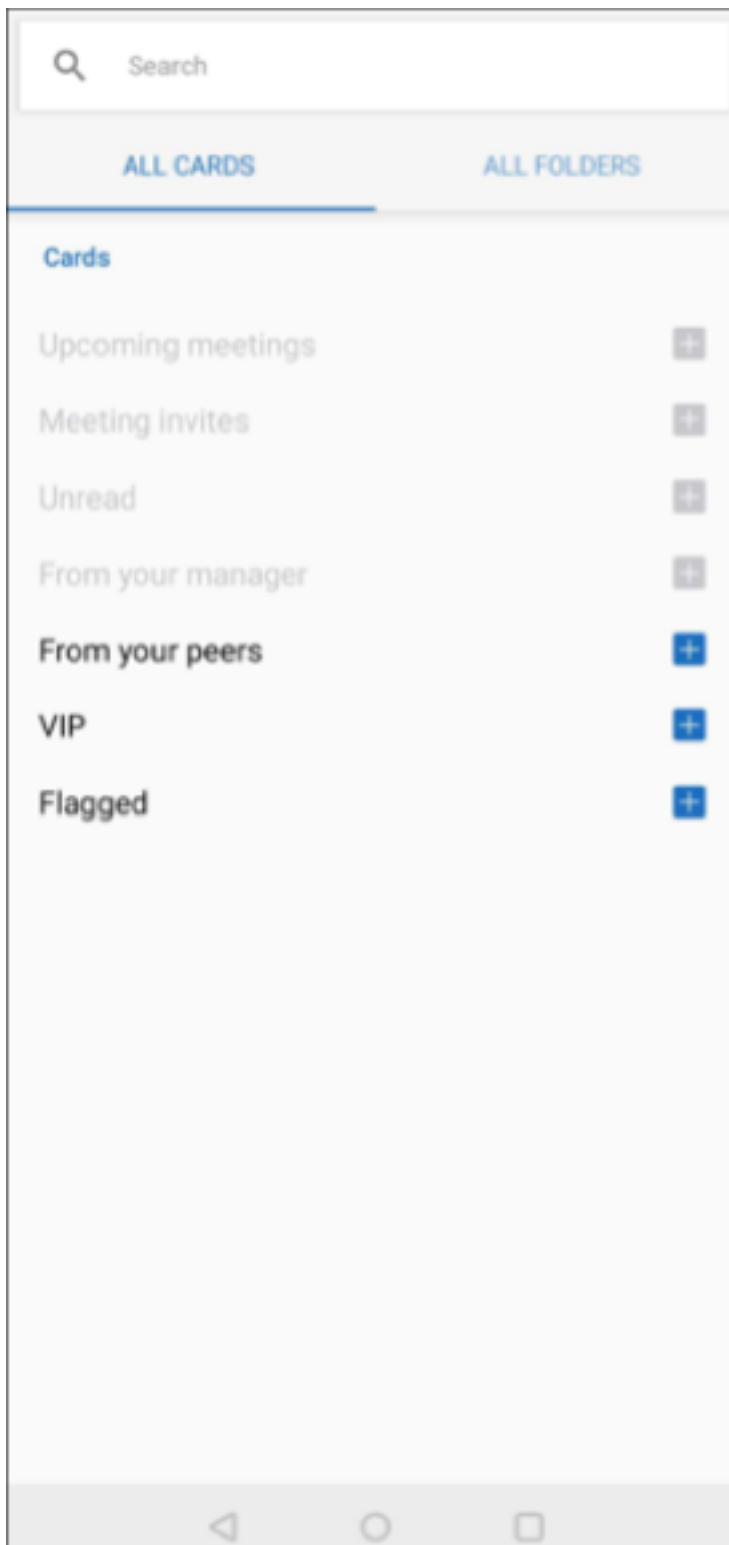 Search
ALL CARDS ALL FOLDERS
Cards
Upcoming meetings
Meeting invites
Unread
From your manager
From your peers
VIP
Flagged